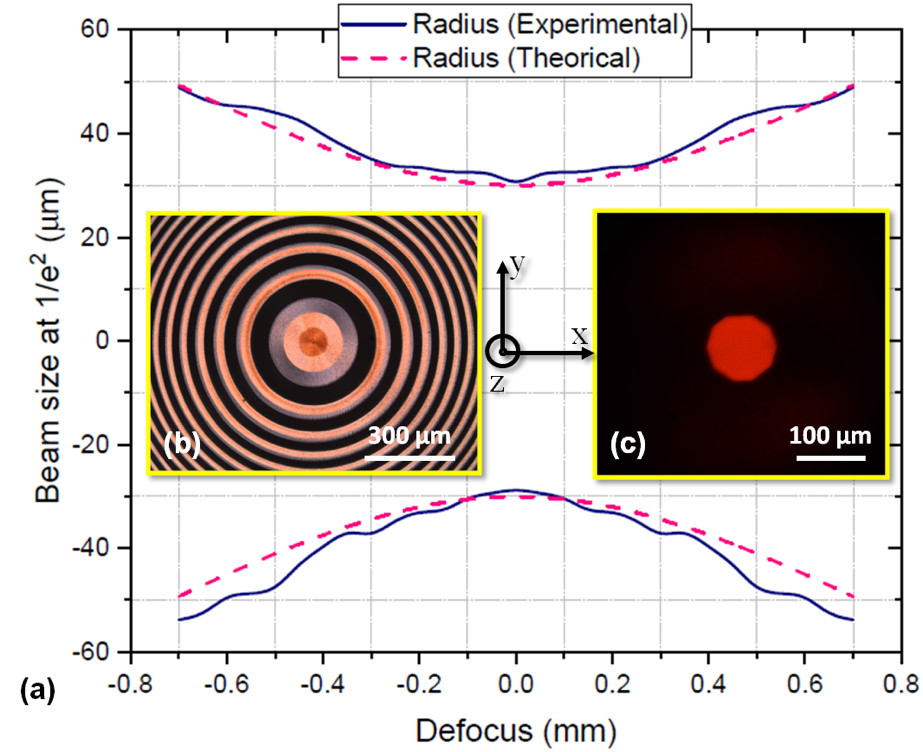 Radius (Experimental)
Radius (Theorical)
60
40
20
0
-20
-40
-60
Beam size at 1/e² (µm)
y
x
z
(b)
300 µm
(c)
100 µm
-0.8
-0.6
-0.4
-0.2
0.0
0.2
0.4
0.6
0.8
(a)
Defocus (mm)